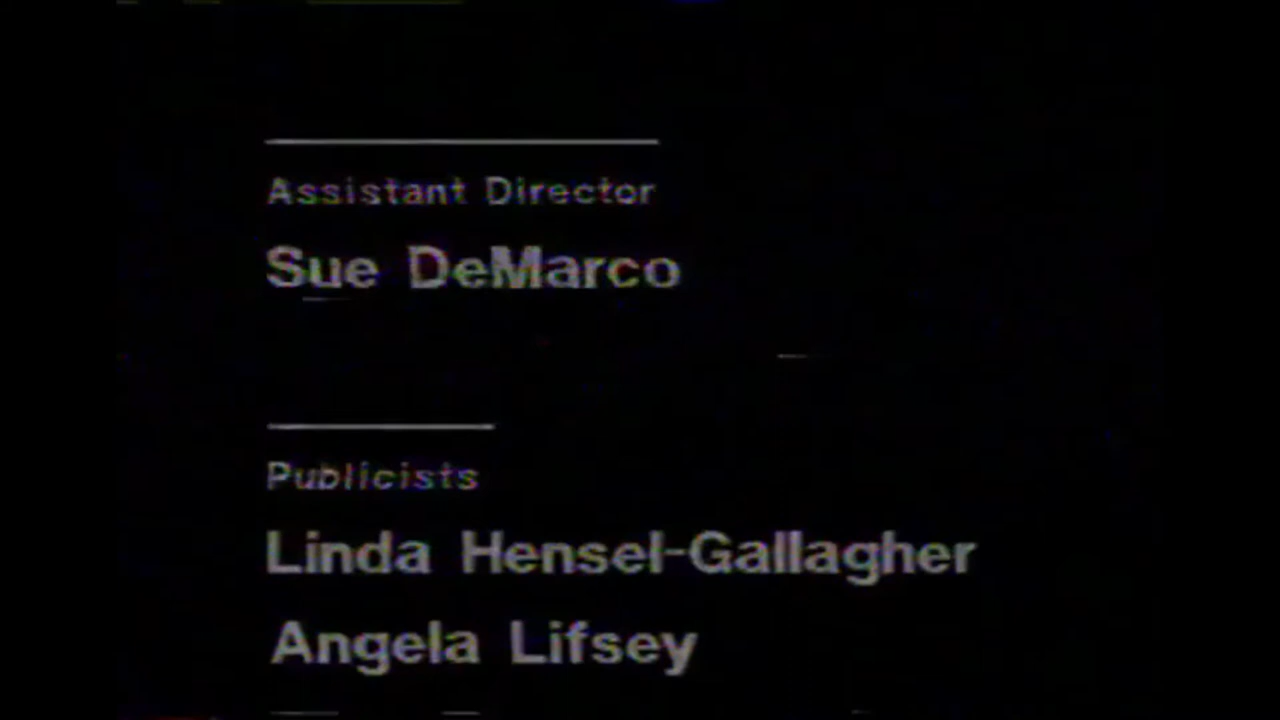 Assistant Director
Sue DeMarco
Publicists
Linda Hensel-Gallagher
Angela Lifsey